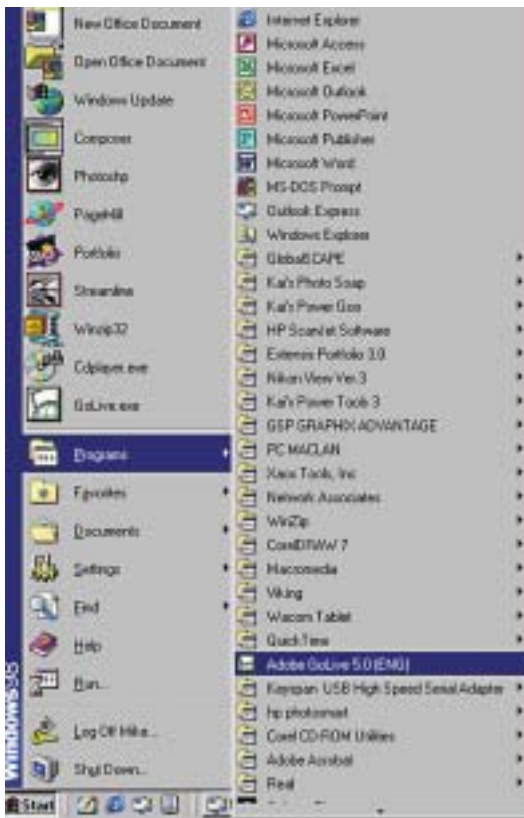 New Office Document
Open Office Document
Windows Update
Composer
Photoshp
PageMill
Portfolio
Streamline
Winzip32
Cdplayer.exe
GoLive.exe
Programs
Favorites
Documents
Settings
Find
Help
Run...
Log Off Mike...
Shut Down...
Windows98
Start
Internet Explorer
Microsoft Access
Microsoft Excel
Microsoft Outlook
Microsoft PowerPoint
Microsoft Publisher
Microsoft Word
MS-DOS Prompt
Outlook Express
Windows Explorer
GlobalSCAPE
Kai's Photo Soap
Kai's Power Goo
HP ScanJet Software
Extensis Portfolio 3.0
Nikon View Ver.3
Kai's Power Tools 3
GSP GRAPHIX ADVANTAGE
PC MACLAN
Xaos Tools, Inc
Network Associates
WinZip
CorelDRAW 7
Macromedia
Viking
Wacom Tablet
QuickTime
Adobe GoLive 5.0 (ENG)
Keyspan USB High Speed Serial Adapter
hp photosmart
Corel CD-ROM Utilities
Adobe Acrobat
Real